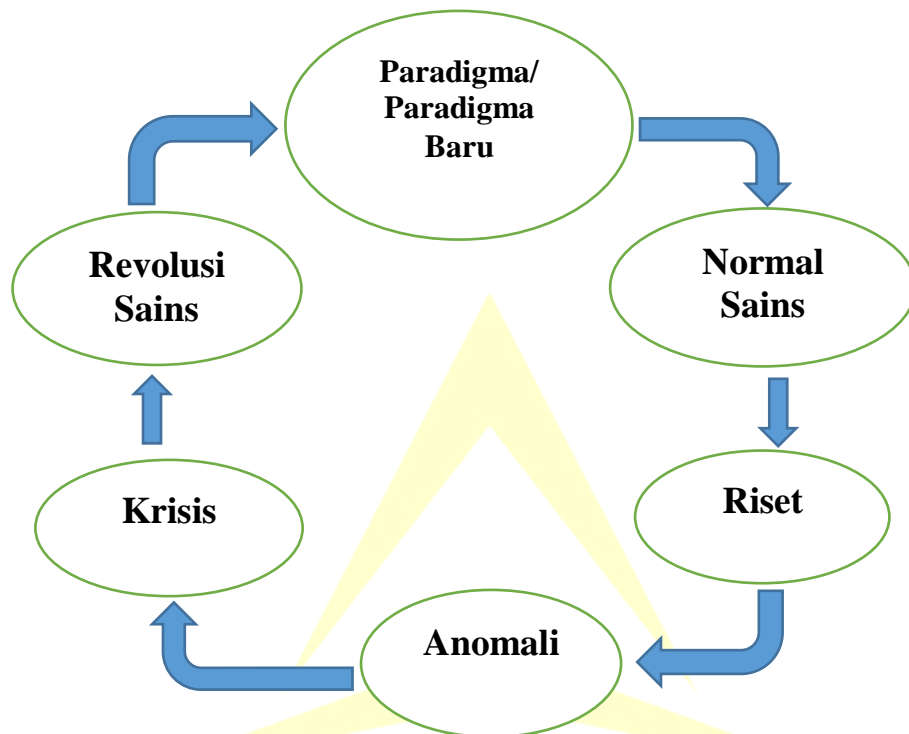 Paradigma/
Paradigma
Baru
Normal
Sains
Riset
Anomali
Krisis
Revolusi
Sains